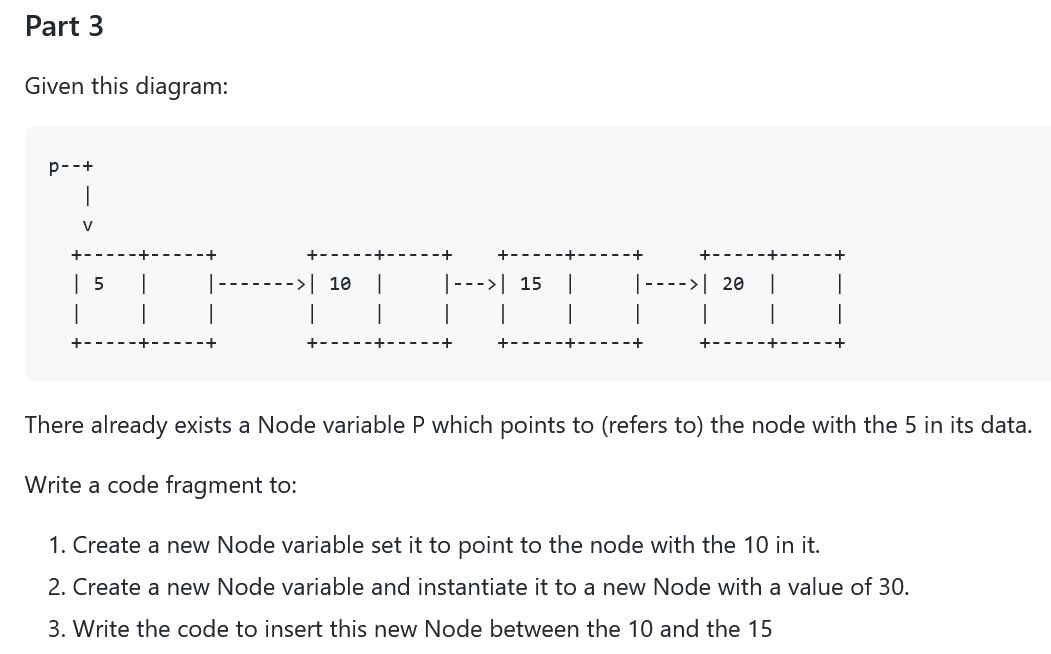 Part 3
Given this diagram:
p--+
   |
   v
  +-----+-----+        +-----+-----+    +-----+-----+     +-----+-----+
  | 5   |     |------->| 10  |     |--->| 15  |     |---->| 20  |     |
  |     |     |        |     |     |    |     |     |     |     |     |
  +-----+-----+        +-----+-----+    +-----+-----+     +-----+-----+
There already exists a Node variable P which points to (refers to) the node with the 5 in its data.
Write a code fragment to:
1. Create a new Node variable set it to point to the node with the 10 in it.
2. Create a new Node variable and instantiate it to a new Node with a value of 30.
3. Write the code to insert this new Node between the 10 and the 15